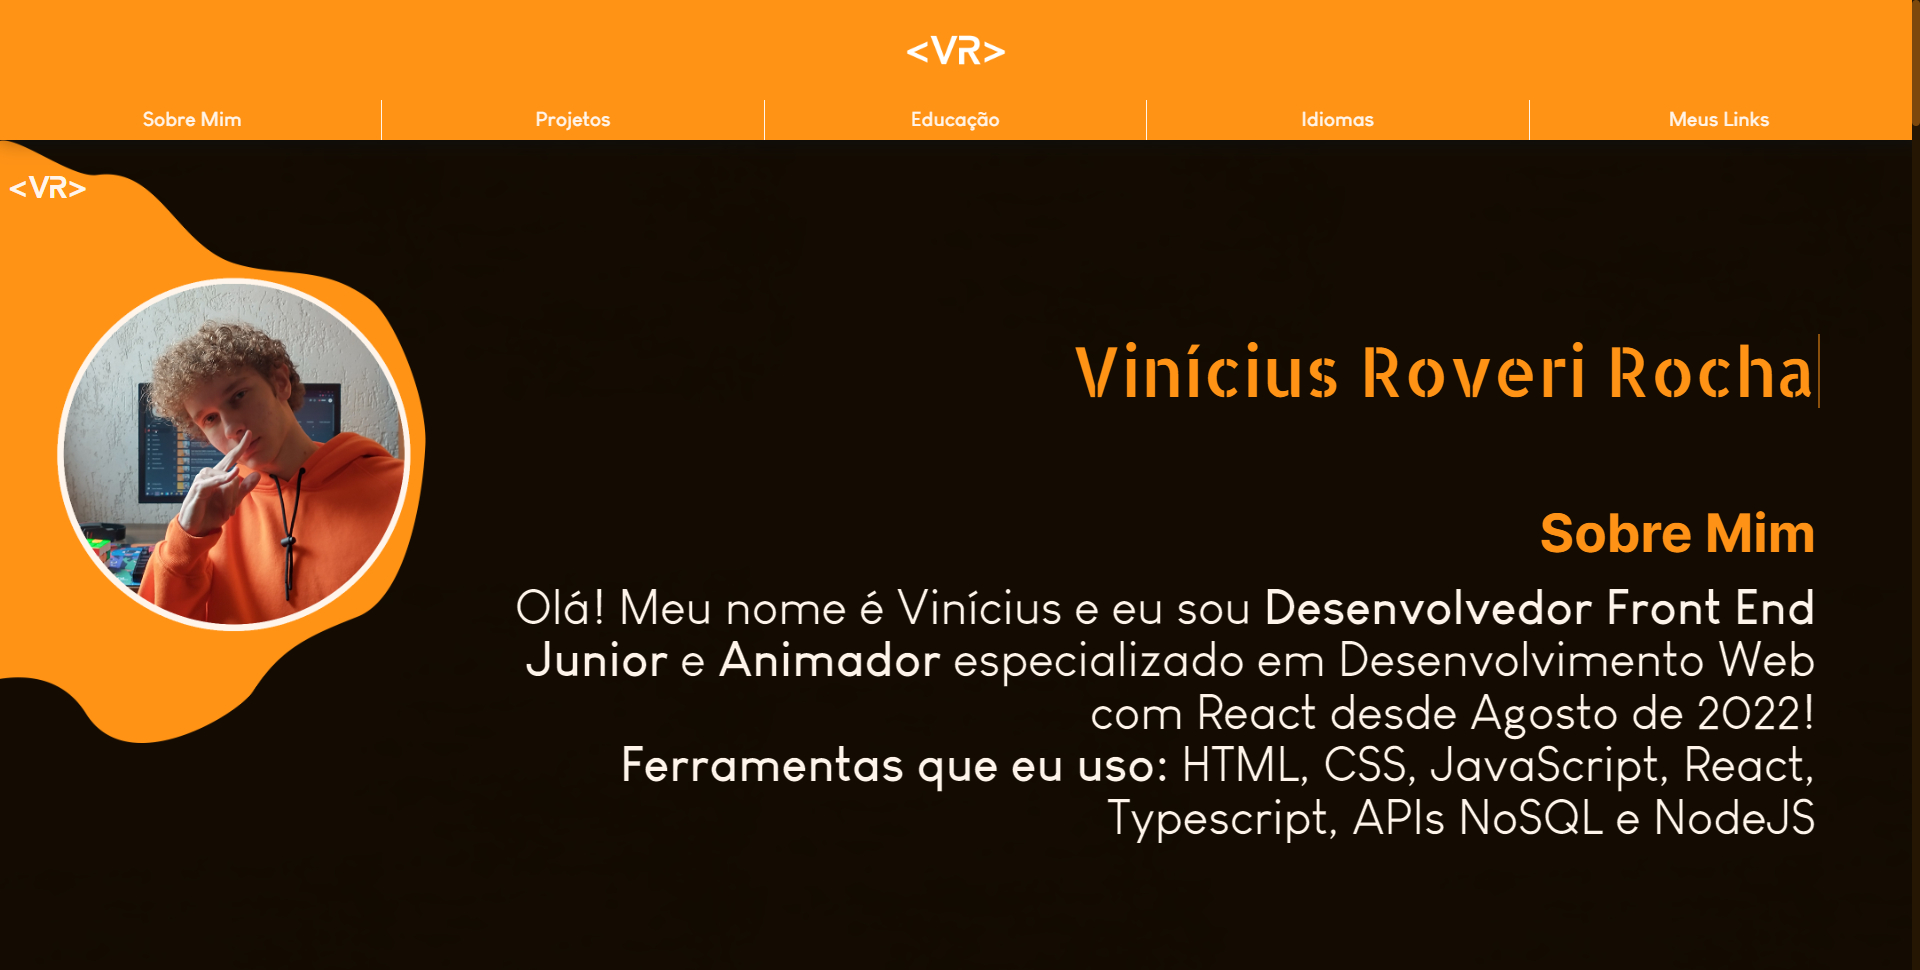 <VR>
Sobre Mim
Projetos
Educação
Idiomas
Meus Links
<VR>
Vinícius Roveri Rocha
Sobre Mim
Olá! Meu nome é Vinícius e eu sou Desenvolvedor Front End
Junior e Animador especializado em Desenvolvimento Web
com React desde Agosto de 2022!
Ferramentas que eu uso: HTML, CSS, JavaScript, React,
Typescript, APIs NoSQL e NodeJS